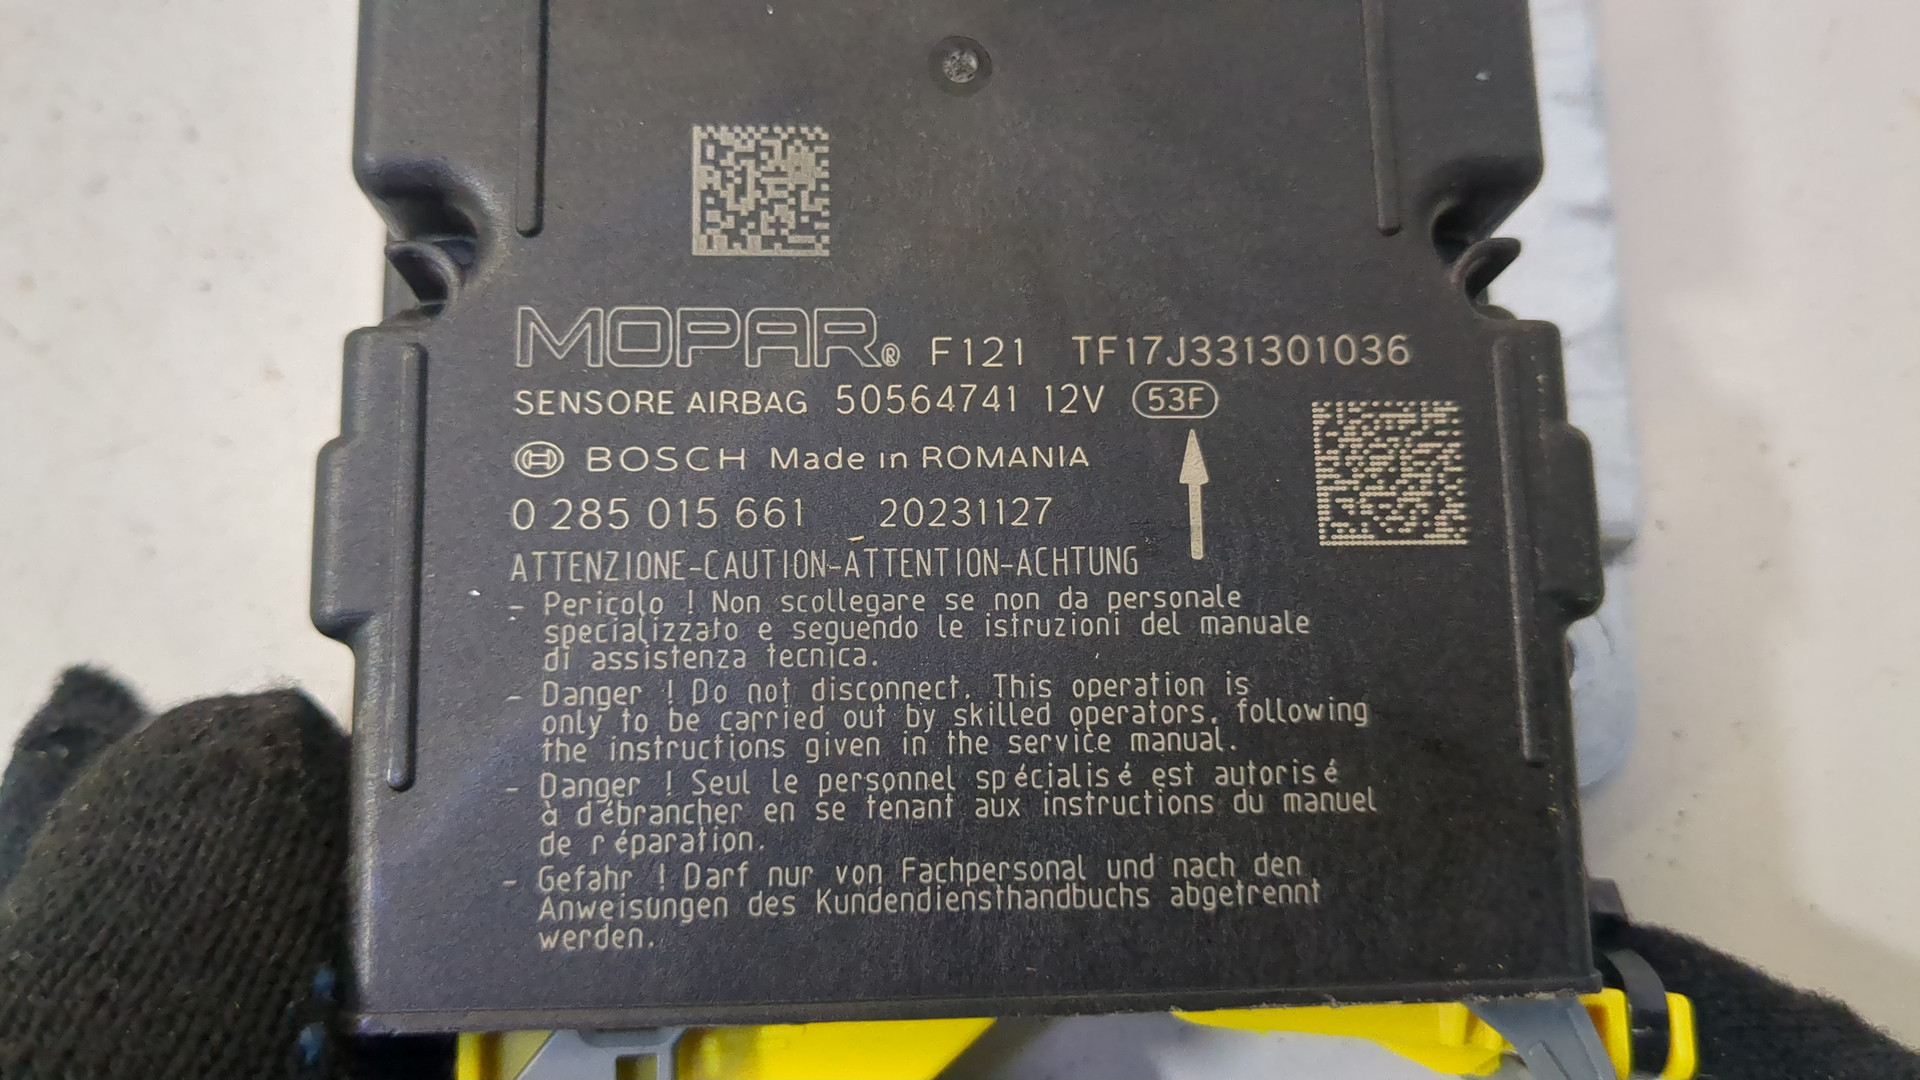 MOPAR® F121 TF17J331301036
SENSORE AIRBAG 50564741 12V 53F
BOSCH Made in ROMANIA
0 285 015 661 20231127
ATTENZIONE-CAUTION-ATTENTION-ACHTUNG
- Pericolo ! Non scollegare se non da personale
specializzato e seguendo le istruzioni del manuale
di assistenza tecnica.
- Danger ! Do not disconnect. This operation is
only to be carried out by skilled operators, following
the instructions given in the service manual.
- Danger ! Seul le personnel spécialisé est autorisé
à débrancher en se tenant aux instructions du manuel
de réparation.
- Gefahr ! Darf nur von Fachpersonal und nach den
Anweisungen des Kundendiensthandbuchs abgetrennt
werden.